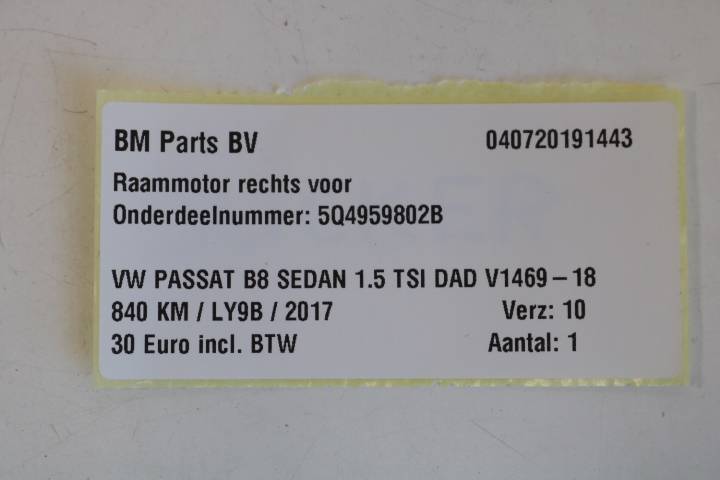 BM Parts BV 040720191443
Raammotor rechts voor
Onderdeelnummer: 5Q4959802B
VW PASSAT B8 SEDAN 1.5 TSI DAD V1469-18
840 KM / LY9B / 2017 Verz: 10
30 Euro incl. BTW Aantal: 1